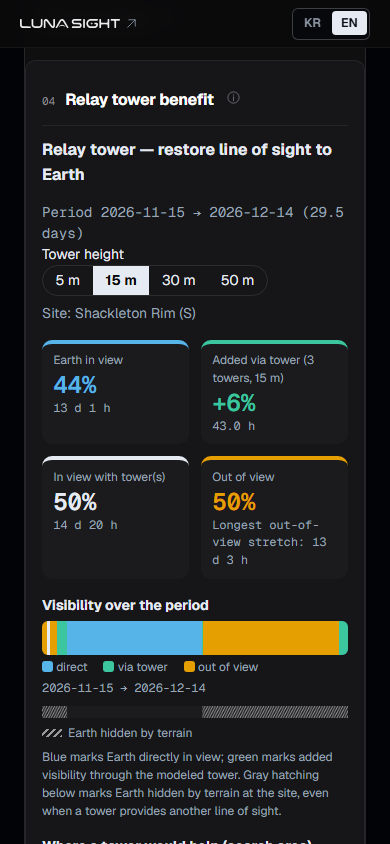 LUNA SIGHT ↗
KR EN
04 Relay tower benefit ⓘ
Relay tower — restore line of sight to
Earth
Period 2026-11-15 → 2026-12-14 (29.5
days)
Tower height
5 m 15 m 30 m 50 m
Site: Shackleton Rim (S)
Earth in view
44%
13 d 1 h
Added via tower (3
towers, 15 m)
+6%
43.0 h
In view with tower(s)
50%
14 d 20 h
Out of view
50%
Longest out-of-
view stretch: 13
d 3 h
Visibility over the period
direct via tower out of view
2026-11-15 → 2026-12-14
Earth hidden by terrain
Blue marks Earth directly in view; green marks added
visibility through the modeled tower. Gray hatching
below marks Earth hidden by terrain at the site, even
when a tower provides another line of sight.
Where a tower would help (search area)